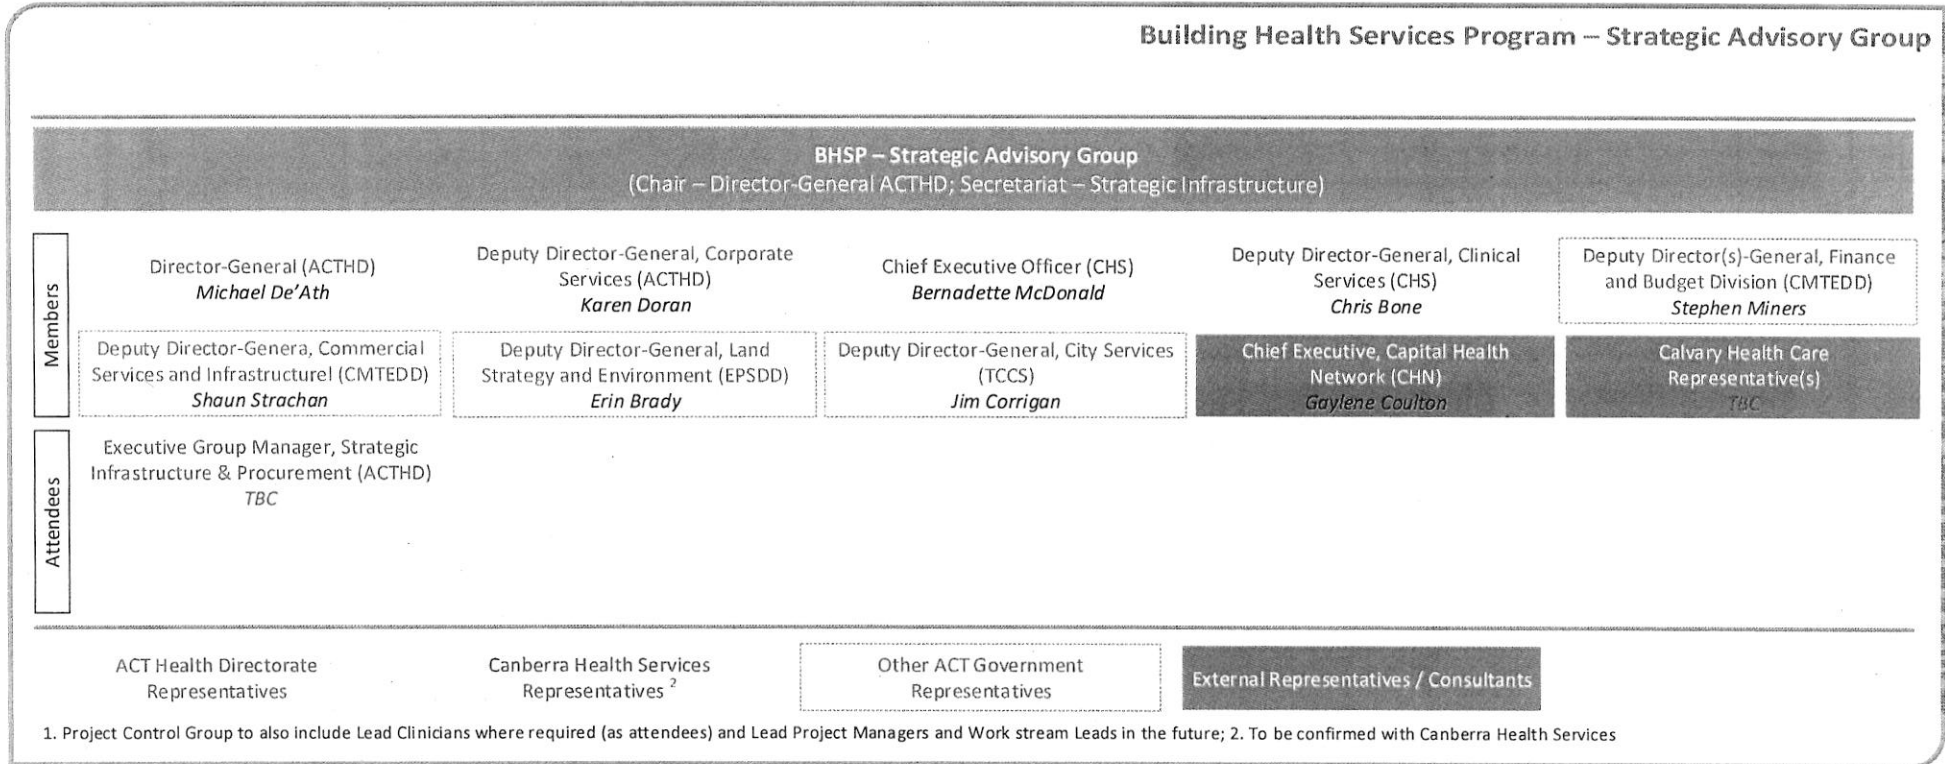 Building Health Services Program – Strategic Advisory Group
BHSP – Strategic Advisory Group
(Chair – Director-General ACTHD; Secretariat – Strategic Infrastructure)
Members
Director-General (ACTHD)
Michael De’Ath
Deputy Director-General, Corporate
Services (ACTHD)
Karen Doran
Chief Executive Officer (CHS)
Bernadette McDonald
Deputy Director-General, Clinical
Services (CHS)
Chris Bone
Deputy Director(s)-General, Finance
and Budget Division (CMTEDD)
Stephen Miners
Deputy Director-Genera, Commercial
Services and Infrastructurel (CMTEDD)
Shaun Strachan
Deputy Director-General, Land
Strategy and Environment (EPSDD)
Erin Brady
Deputy Director-General, City Services
(TCCS)
Jim Corrigan
Chief Executive, Capital Health
Network (CHN)
Gaylene Coulton
Calvary Health Care
Representative(s)
TBC
Attendees
Executive Group Manager, Strategic
Infrastructure & Procurement (ACTHD)
TBC
ACT Health Directorate
Representatives
Canberra Health Services
Representatives 2
Other ACT Government
Representatives
External Representatives / Consultants
1. Project Control Group to also include Lead Clinicians where required (as attendees) and Lead Project Managers and Work stream Leads in the future; 2. To be confirmed with Canberra Health Services